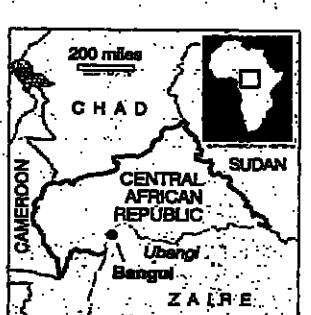 200 miles
CHAD
SUDAN
CAMEROON
CENTRAL
AFRICAN
REPUBLIC
Ubangi
Bangui
ZAIRE